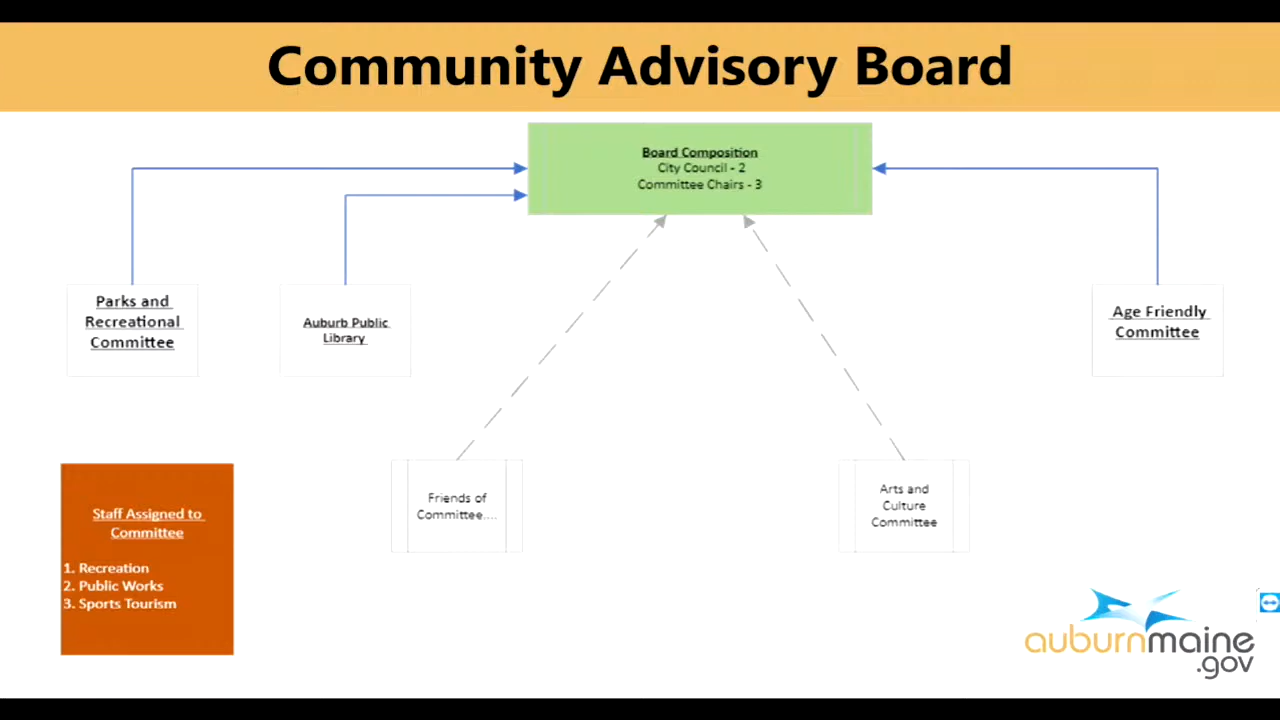 Community Advisory Board
Board Composition
City Council - 2
Committee Chairs - 3
Parks and
Recreational
Committee
Auburb Public
Library
Age Friendly
Committee
Friends of
Committee....
Arts and
Culture
Committee
Staff Assigned to
Committee
1. Recreation
2. Public Works
3. Sports Tourism
auburnmaine
.gov